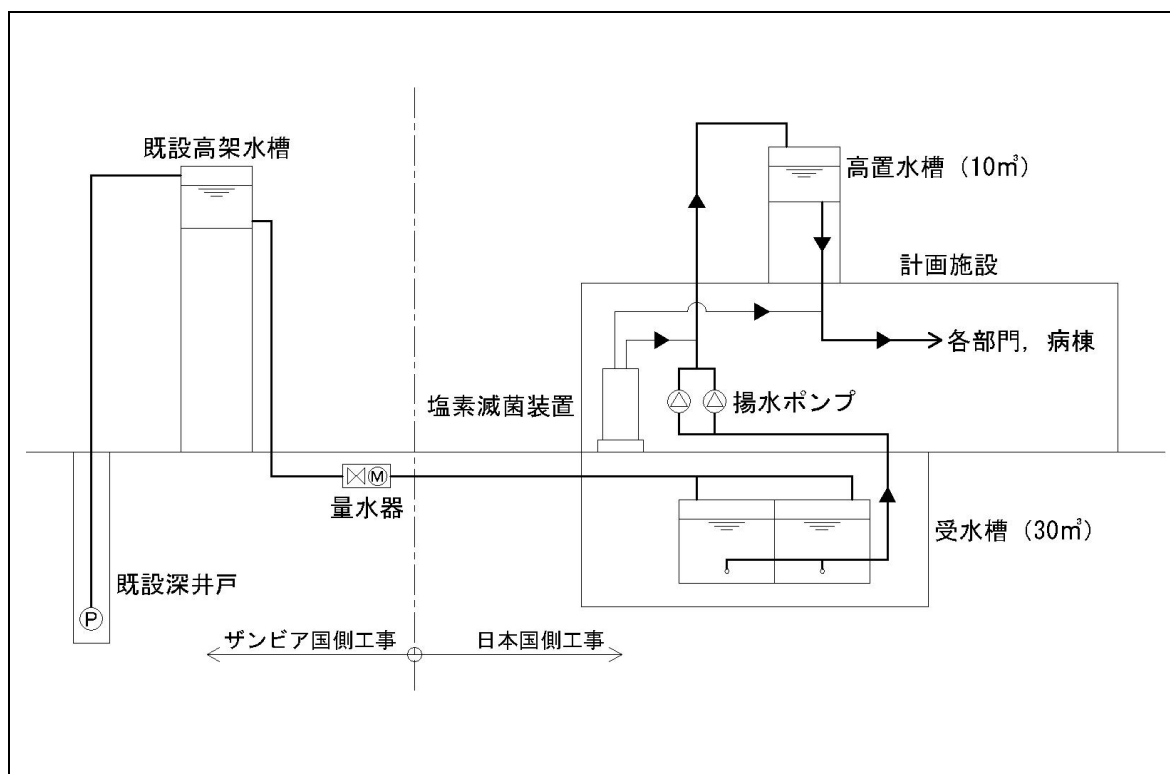 既設高架水槽
高置水槽（10㎥）
計画施設
各部門，病棟
塩素滅菌装置
揚水ポンプ
M
量水器
受水槽（30㎥）
既設深井戸
P
ザンビア国側工事
日本国側工事